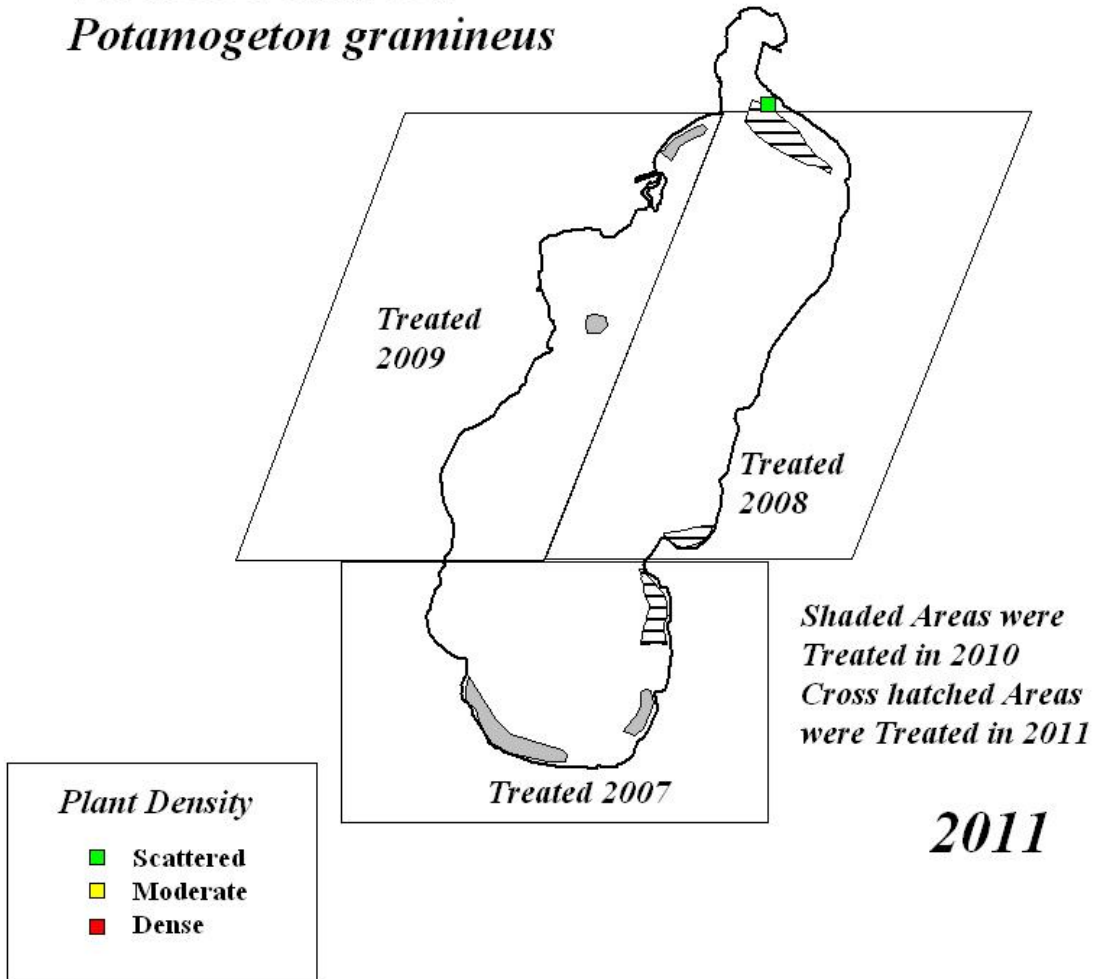 Potamogeton gramineus
Treated
2009
Treated
2008
Shaded Areas were
Treated in 2010
Cross hatched Areas
were Treated in 2011
Treated 2007
2011
Plant Density
Scattered
Moderate
Dense